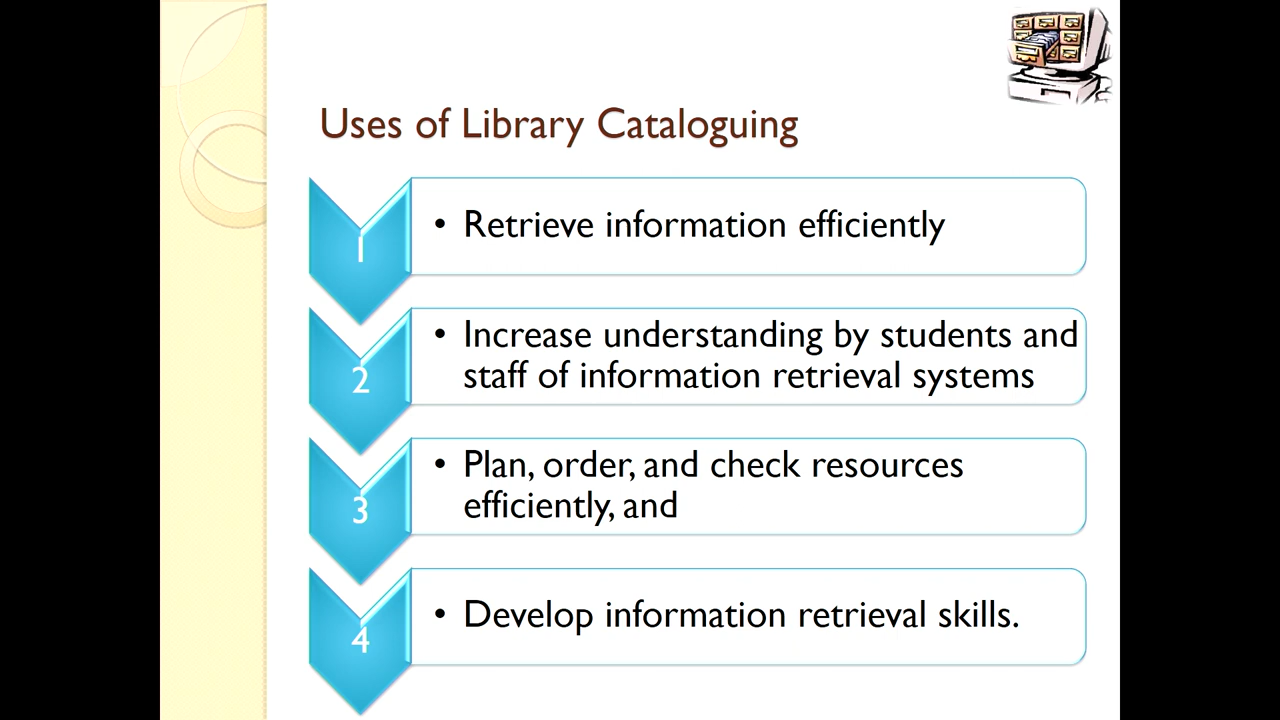 Uses of Library Cataloguing
1
• Retrieve information efficiently
2
• Increase understanding by students and
staff of information retrieval systems
3
• Plan, order, and check resources
efficiently, and
4
• Develop information retrieval skills.